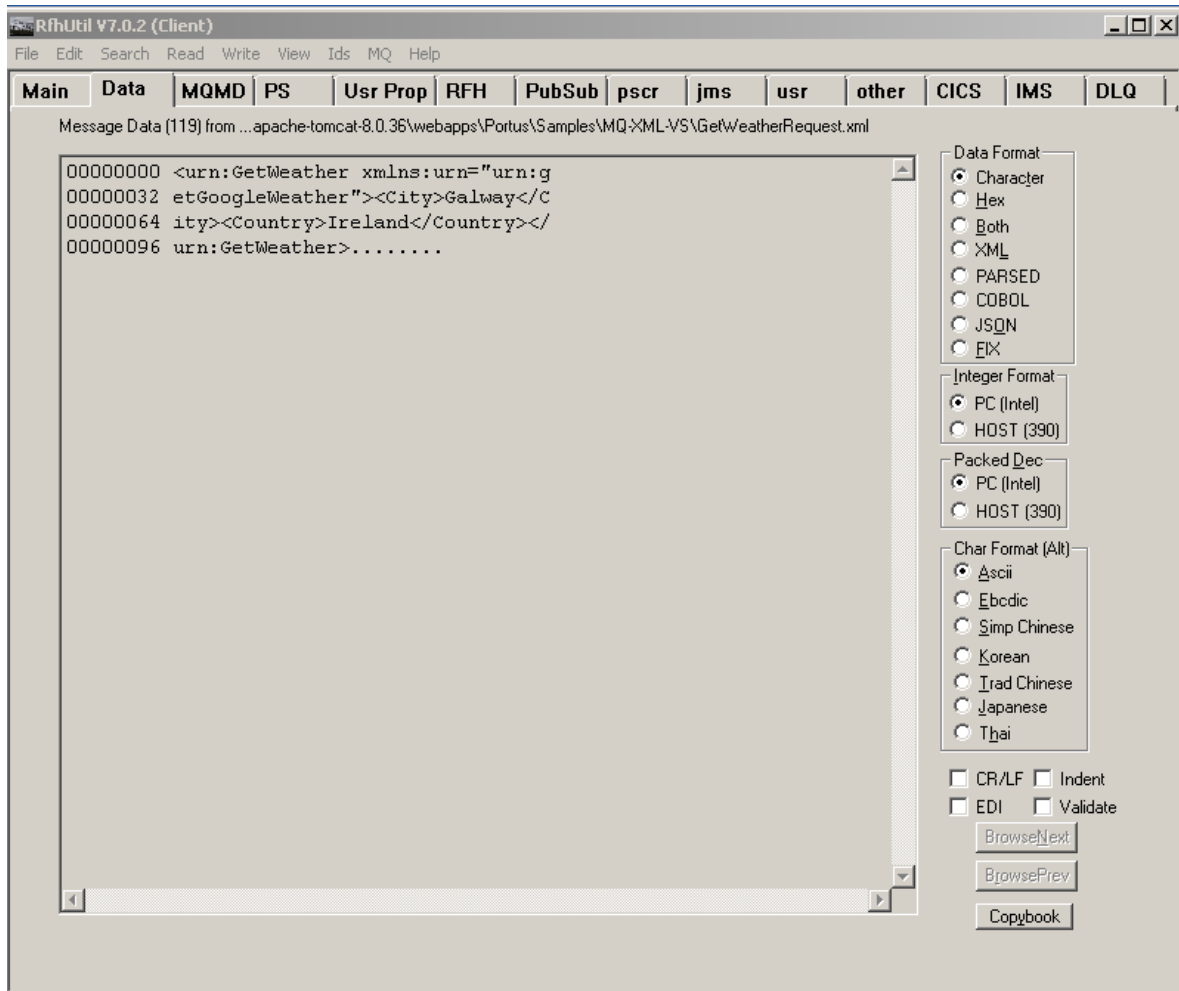 RfhUtil V7.0.2 (Client)
File Edit Search Read Write View Ids MQ Help
Main Data MQMD PS Usr Prop RFH PubSub pscr jms usr other CICS IMS DLQ
Message Data (119) from ...apache-tomcat-8.0.36\webapps\Portus\Samples\MQ-XML-VS\GetWeatherRequest.xml
00000000 <urn:GetWeather xmlns:urn="urn:g
00000032 etGoogleWeather"><City>Galway</C
00000064 ity><Country>Ireland</Country></
00000096 urn:GetWeather>........
Data Format
Character
Hex
Both
XML
PARSED
COBOL
JSON
FIX
Integer Format
PC (Intel)
HOST (390)
Packed Dec
PC (Intel)
HOST (390)
Char Format (Alt)
Ascii
Ebcdic
Simp Chinese
Korean
Trad Chinese
Japanese
Thai
CR/LF Indent
EDI Validate
BrowseNext
BrowsePrev
Copybook